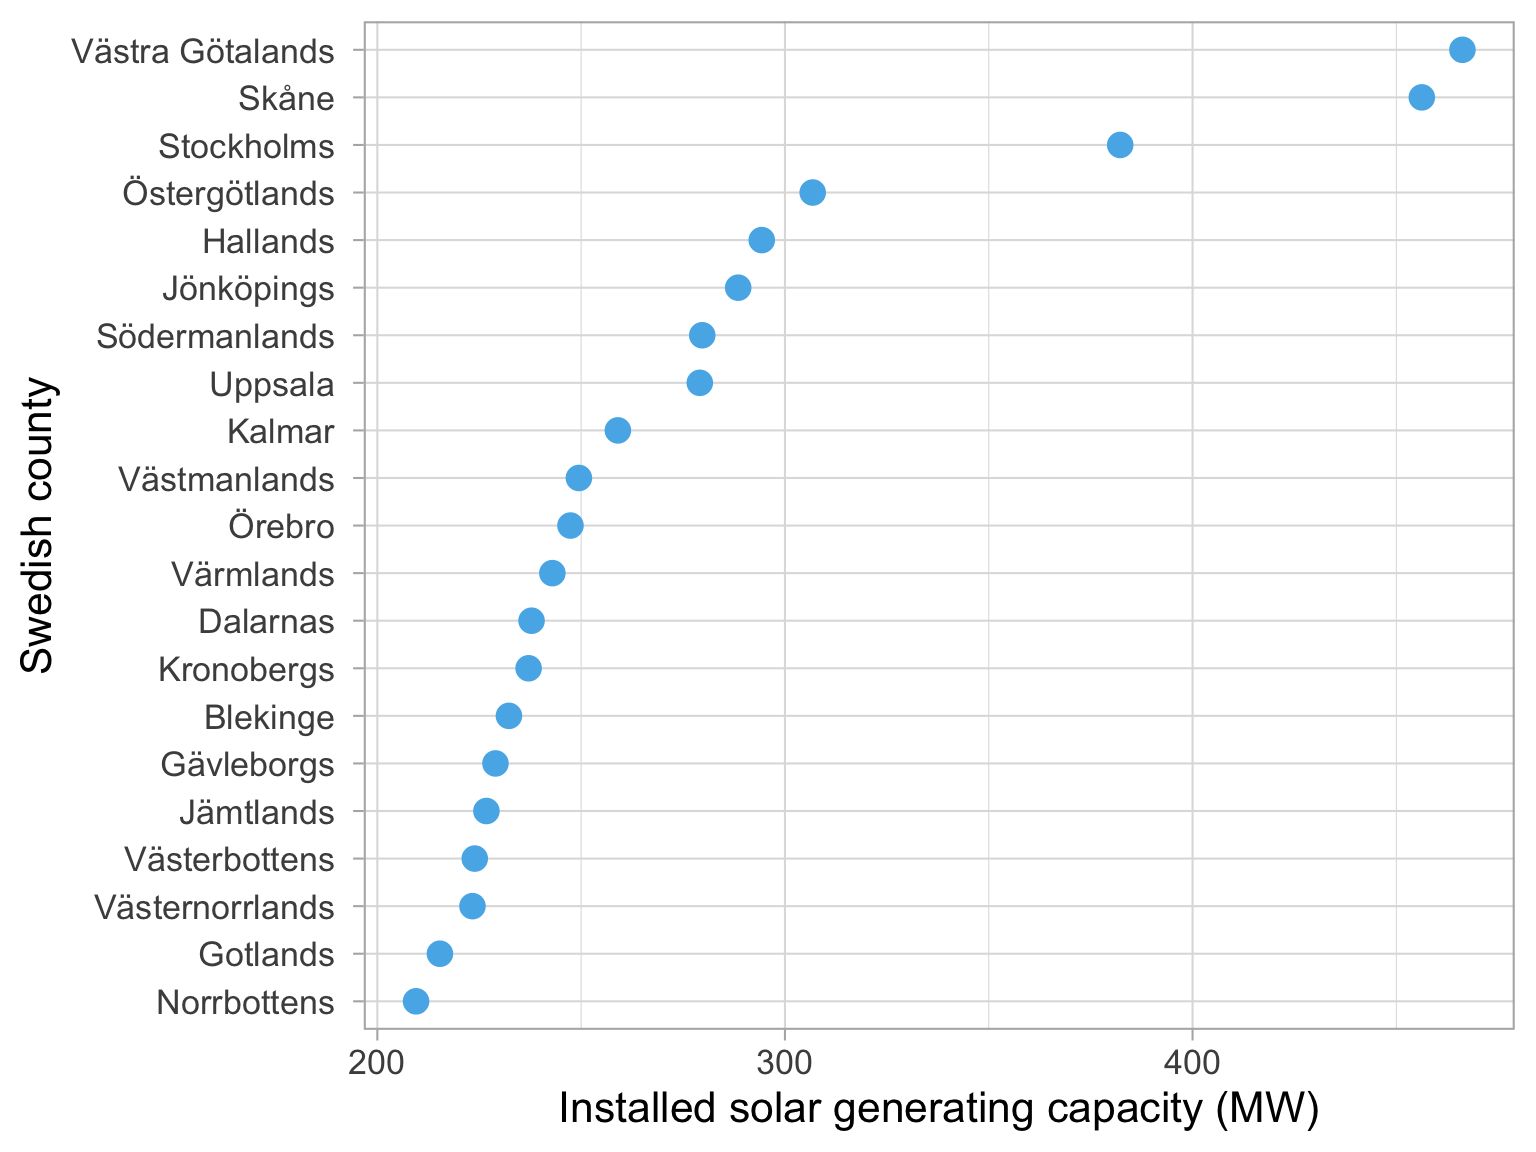 Västra Götalands
Skåne
Stockholms
Östergötlands
Hallands
Jönköpings
Södermanlands
Uppsala
Kalmar
Västmanlands
Örebro
Värmlands
Dalarnas
Kronobergs
Blekinge
Gävleborgs
Jämtlands
Västerbottens
Västernorrlands
Gotlands
Norrbottens
Swedish county
200 300 400
Installed solar generating capacity (MW)